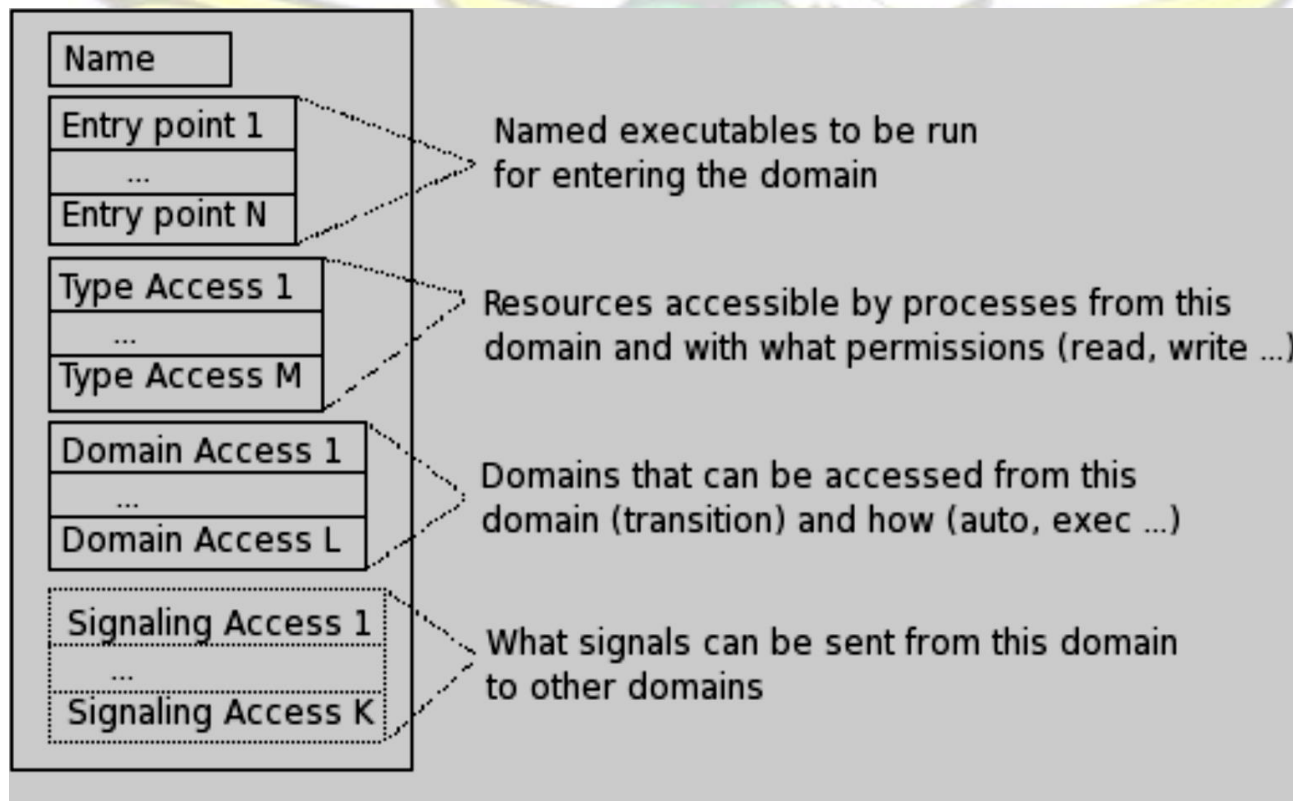 Name
Entry point 1
...
Entry point N
Named executables to be run
for entering the domain
Type Access 1
...
Type Access M
Resources accessible by processes from this
domain and with what permissions (read, write ...)
Domain Access 1
...
Domain Access L
Domains that can be accessed from this
domain (transition) and how (auto, exec ...)
Signaling Access 1
...
Signaling Access K
What signals can be sent from this domain
to other domains